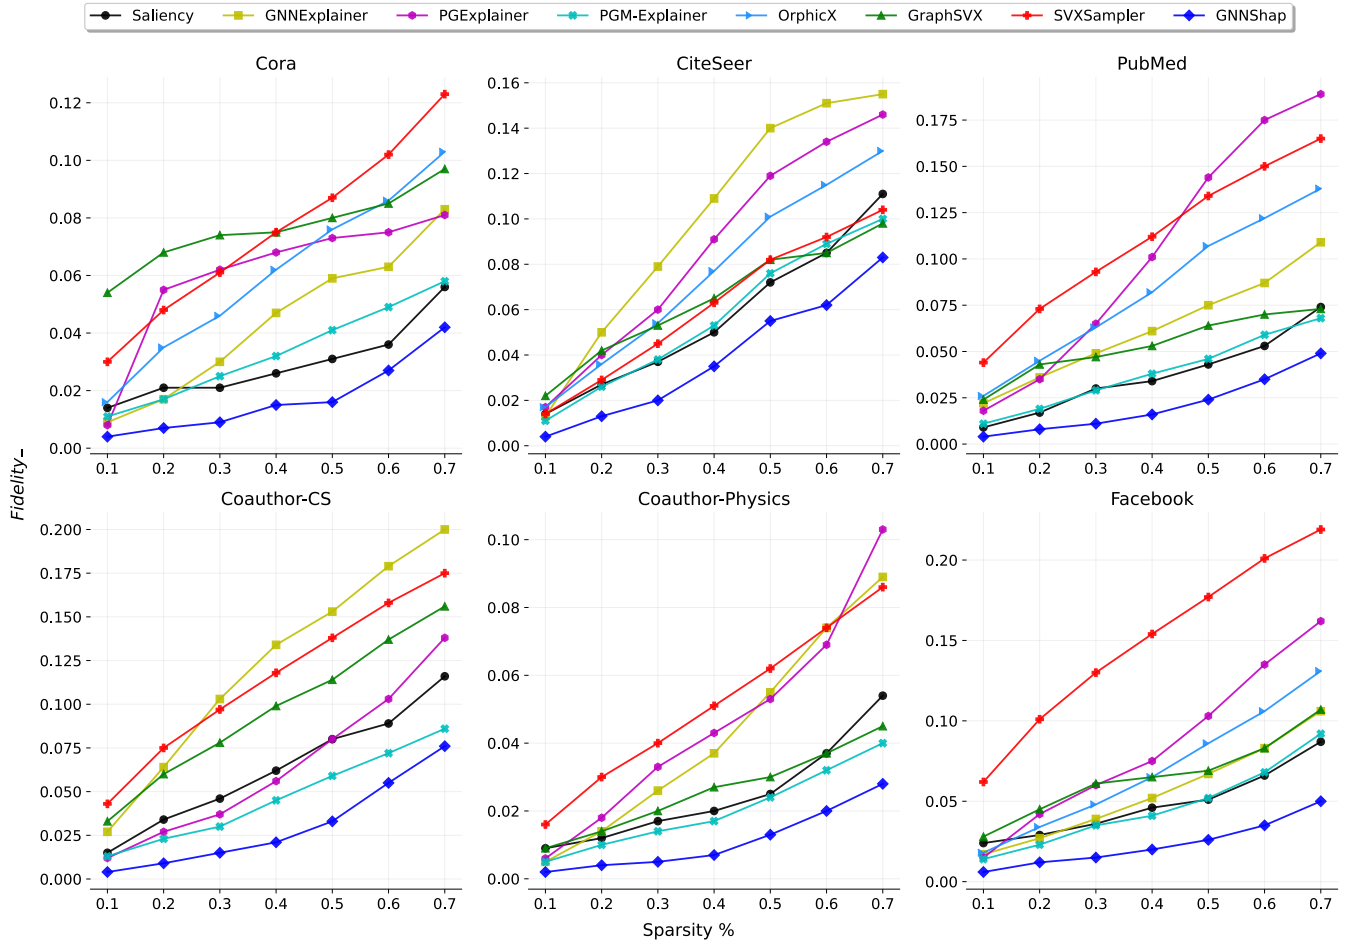 Saliency GNNExplainer PGExplainer PGM-Explainer OrphicX GraphSVX SVXSampler GNNShap
Cora
0.12
0.10
0.08
0.06
0.04
0.02
0.00
0.1 0.2 0.3 0.4 0.5 0.6 0.7
CiteSeer
0.16
0.14
0.12
0.10
0.08
0.06
0.04
0.02
0.00
0.1 0.2 0.3 0.4 0.5 0.6 0.7
PubMed
0.175
0.150
0.125
0.100
0.075
0.050
0.025
0.000
0.1 0.2 0.3 0.4 0.5 0.6 0.7
Fidelity_
Coauthor-CS
0.200
0.175
0.150
0.125
0.100
0.075
0.050
0.025
0.000
0.1 0.2 0.3 0.4 0.5 0.6 0.7
Coauthor-Physics
0.10
0.08
0.06
0.04
0.02
0.00
0.1 0.2 0.3 0.4 0.5 0.6 0.7
Facebook
0.20
0.15
0.10
0.05
0.00
0.1 0.2 0.3 0.4 0.5 0.6 0.7
Sparsity %